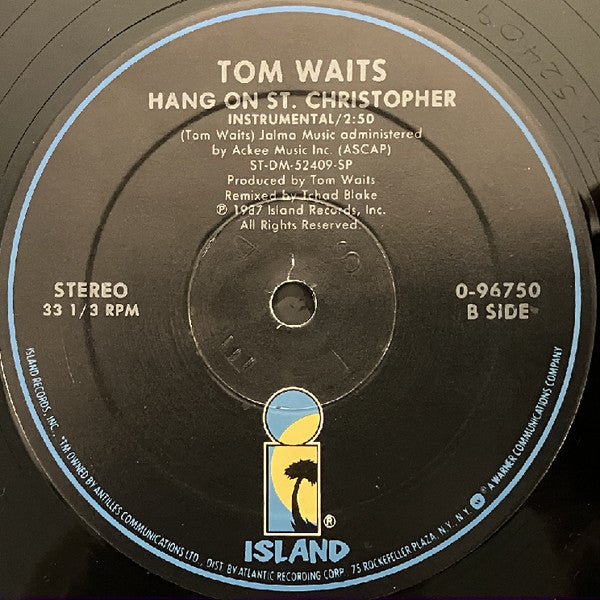 TOM WAITS
HANG ON ST. CHRISTOPHER
INSTRUMENTAL/2:50
(Tom Waits) Jalma Music administered
by Ackee Music Inc. (ASCAP)
ST-DM-52409-SP
Produced by Tom Waits
Remixed by Tchad Blake
℗ 1987 Island Records, Inc.
All Rights Reserved.
STEREO
33 1/3 RPM
0-96750
B SIDE
®
ISLAND
ISLAND RECORDS, INC. ™TM OWNED BY ANTILLES COMMUNICATIONS LTD., DIST. BY ATLANTIC RECORDING CORP. 75 ROCKEFELLER PLAZA, N.Y., N.Y. A WARNER COMMUNICATIONS COMPANY